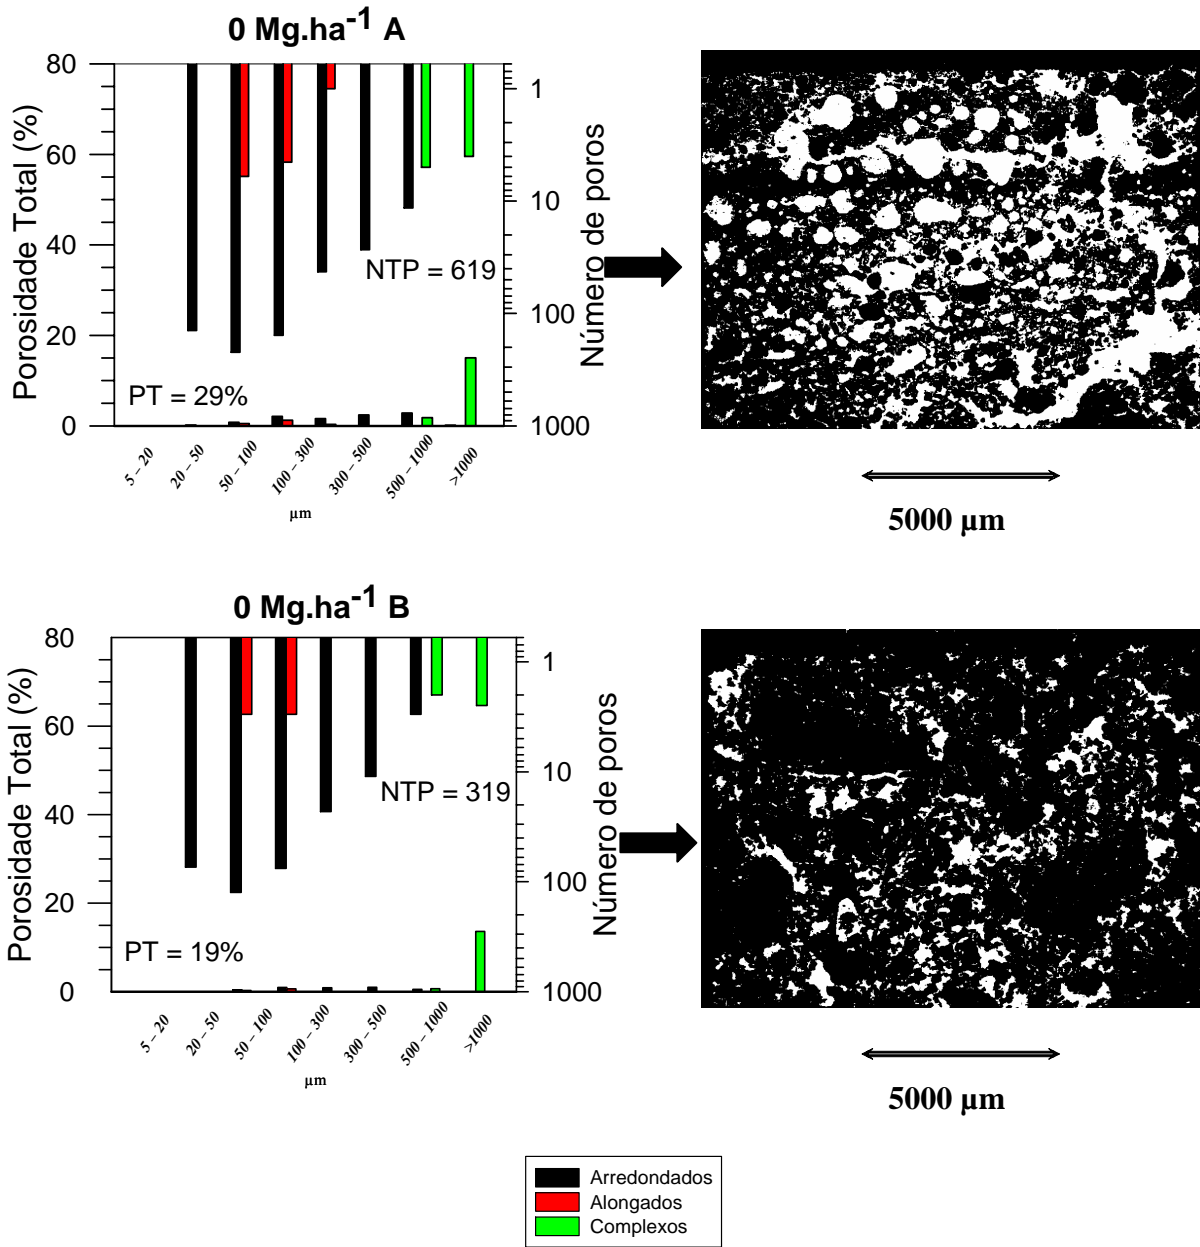 0 Mg.ha-1 A
Porosidade Total (%)
80
60
40
20
0
1
10
100
1000
Número de poros
NTP = 619
PT = 29%
5 – 20
20 – 50
50 – 100
100 – 300
300 – 500
500 – 1000
>1000
µm
5000 µm
0 Mg.ha-1 B
Porosidade Total (%)
80
60
40
20
0
1
10
100
1000
Número de poros
NTP = 319
PT = 19%
5 – 20
20 – 50
50 – 100
100 – 300
300 – 500
500 – 1000
>1000
µm
5000 µm
Arredondados
Alongados
Complexos